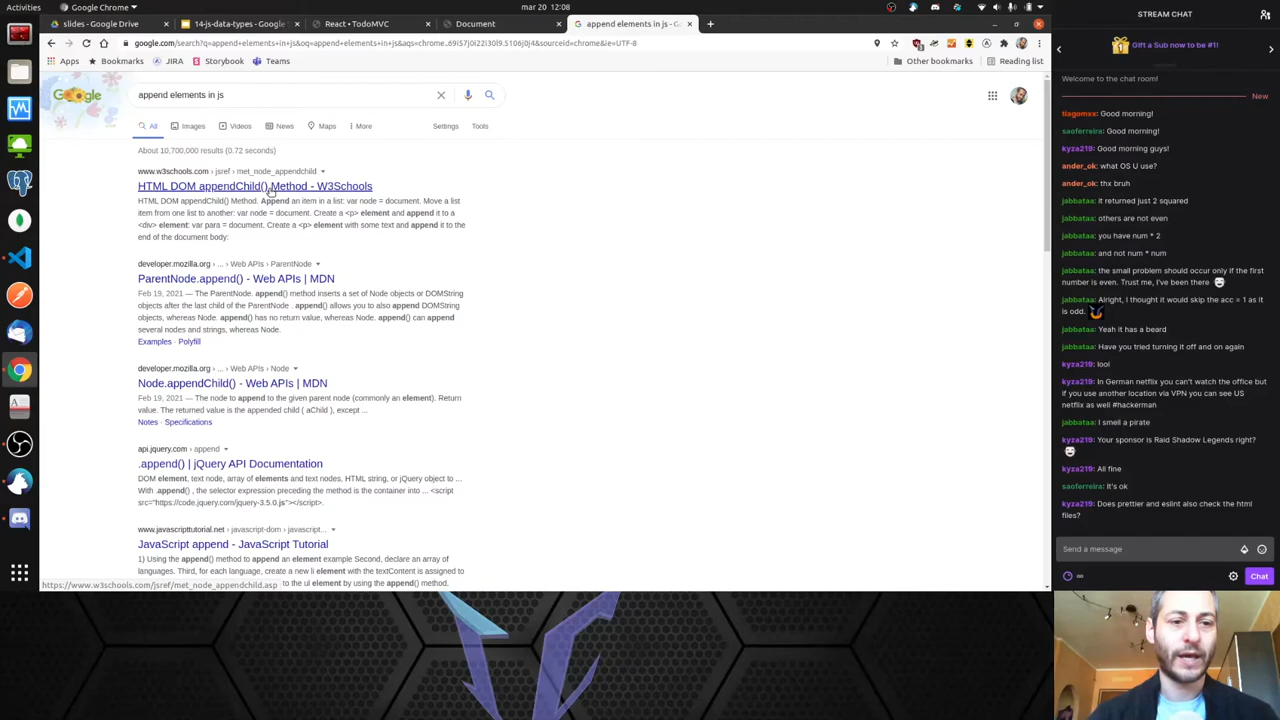 Google Chrome
mar 20 12:08
slides - Google Drive
14-js-data-types - Google S
React • TodoMVC
Document
append elements in js - G
google.com/search?q=append+elements+in+js&oq=append+elements+in+js&aqs=chrome..69i57j0i22i30l9.5106j0j4&sourceid=chrome&ie=UTF-8
Apps
Bookmarks
JIRA
Storybook
Teams
Other bookmarks
Reading list
Google
append elements in js
All
Images
Videos
News
Maps
More
Settings
Tools
About 10,700,000 results (0.72 seconds)
www.w3schools.com › jsref › met_node_appendchild
HTML DOM appendChild() Method - W3Schools
HTML DOM appendChild() Method. Append an item in a list: var node = document. Move a list
item from one list to another: var node = document. Create a <p> element and append it to a
<div> element: var para = document. Create a <p> element with some text and append it to the
end of the document body:
developer.mozilla.org › ... › Web APIs › ParentNode
ParentNode.append() - Web APIs | MDN
Feb 19, 2021 — The ParentNode. append() method inserts a set of Node objects or DOMString
objects after the last child of the ParentNode . append() allows you to also append DOMString
objects, whereas Node. append() has no return value, whereas Node. append() can append
several nodes and strings, whereas Node.
Examples · Polyfill
developer.mozilla.org › ... › Web APIs › Node
Node.appendChild() - Web APIs | MDN
Feb 19, 2021 — The node to append to the given parent node (commonly an element). Return
value. The returned value is the appended child ( aChild ), except ...
Notes · Specifications
api.jquery.com › append
.append() | jQuery API Documentation
DOM element, text node, array of elements and text nodes, HTML string, or jQuery object to ...
With .append() , the selector expression preceding the method is the container into ... <script
src="https://code.jquery.com/jquery-3.5.0.js"></script>.
www.javascripttutorial.net › javascript-dom › javascript...
JavaScript append - JavaScript Tutorial
1) Using the append() method to append an element example Second, declare an array of
languages. Third, for each language, create a new li element with the textContent is assigned to
to the ul element by using the append() method.
https://www.w3schools.com/jsref/met_node_appendchild.asp
STREAM CHAT
Gift a Sub now to be #1!
Welcome to the chat room!
New
tiagomxx: Good morning!
saoferreira: Good morning!
kyza219: Good morning guys!
ander_ok: what OS U use?
ander_ok: thx bruh
jabbataa: it returned just 2 squared
jabbataa: others are not even
jabbataa: you have num * 2
jabbataa: and not num * num
jabbataa: the small problem should occur only if the first
number is even. Trust me, I've been there
jabbataa: Alright, I thought it would skip the acc = 1 as it
is odd.
jabbataa: Yeah it has a beard
jabbataa: Have you tried turning it off and on again
kyza219: lool
kyza219: In German netflix you can't watch the office but
if you use another location via VPN you can see US
netflix as well #hackerman
jabbataa: I smell a pirate
kyza219: Your sponsor is Raid Shadow Legends right?
kyza219: All fine
saoferreira: It's ok
kyza219: Does prettier and eslint also check the html
files?
Send a message
∞
Chat